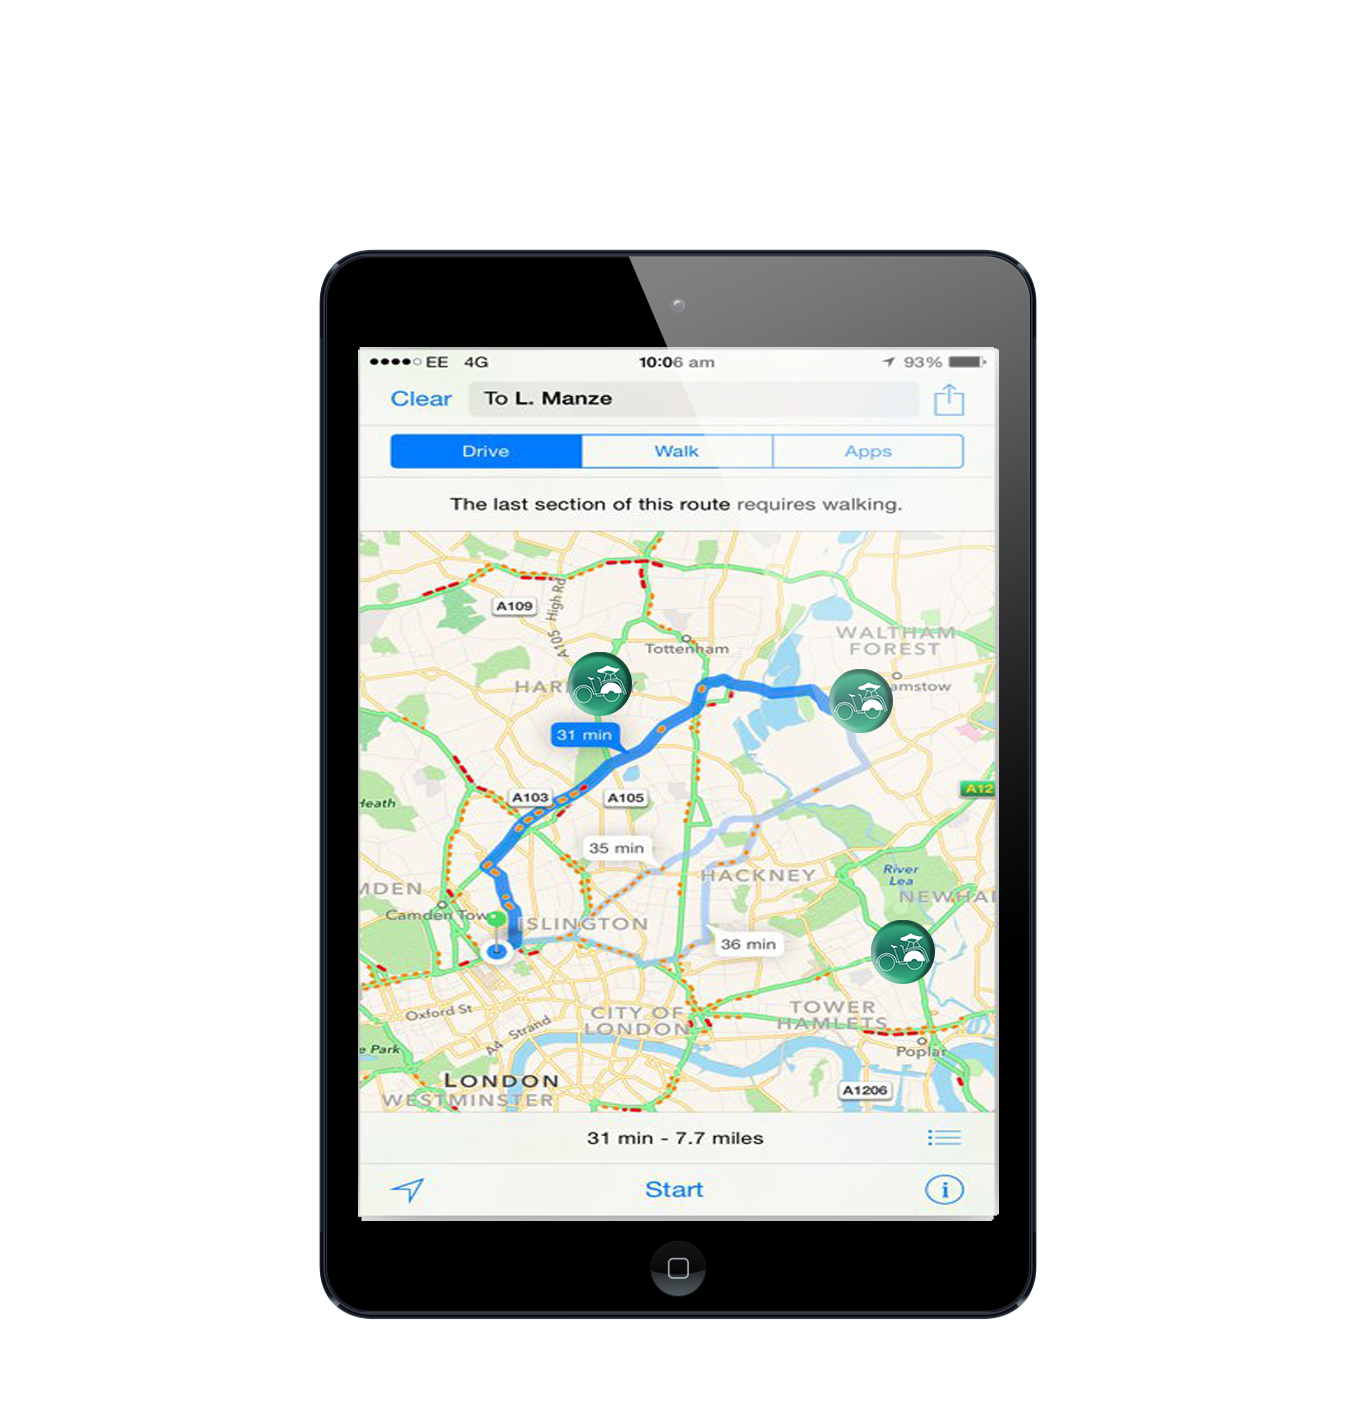 EE 4G 10:06 am 93%
Clear To L. Manze
Drive Walk Apps
The last section of this route requires walking.
A109
A105 High Rd
WALTHAM
FOREST
Tottenham
amstow
31 min
A103
A105
A12
Heath
35 min
HACKNEY
River
Lea
NEWHA
MDEN
Camden Tow
ISLINGTON
36 min
Oxford St
A4 Strand
CITY OF
LONDON
TOWER
HAMLETS
e Park
Poplar
LONDON
WESTMINSTER
A1206
31 min - 7.7 miles
Start